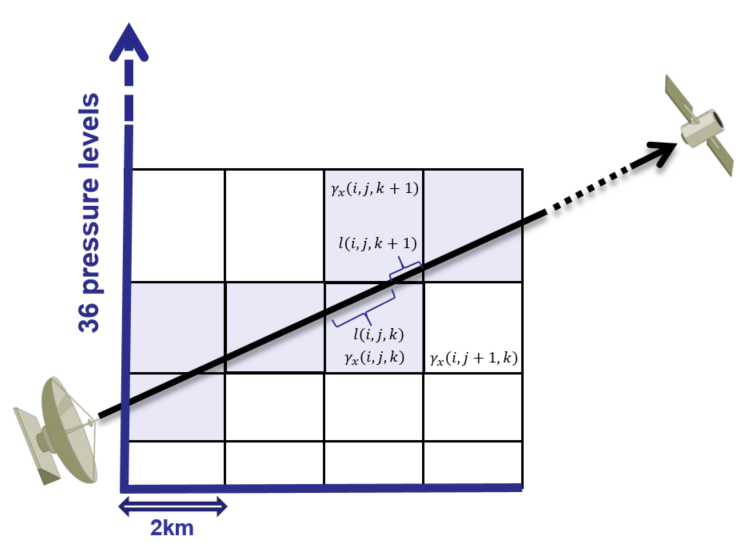 36 pressure levels
γₓ(i, j, k + 1)
l(i, j, k + 1)
l(i, j, k)
γₓ(i, j, k)
γₓ(i, j + 1, k)
2km